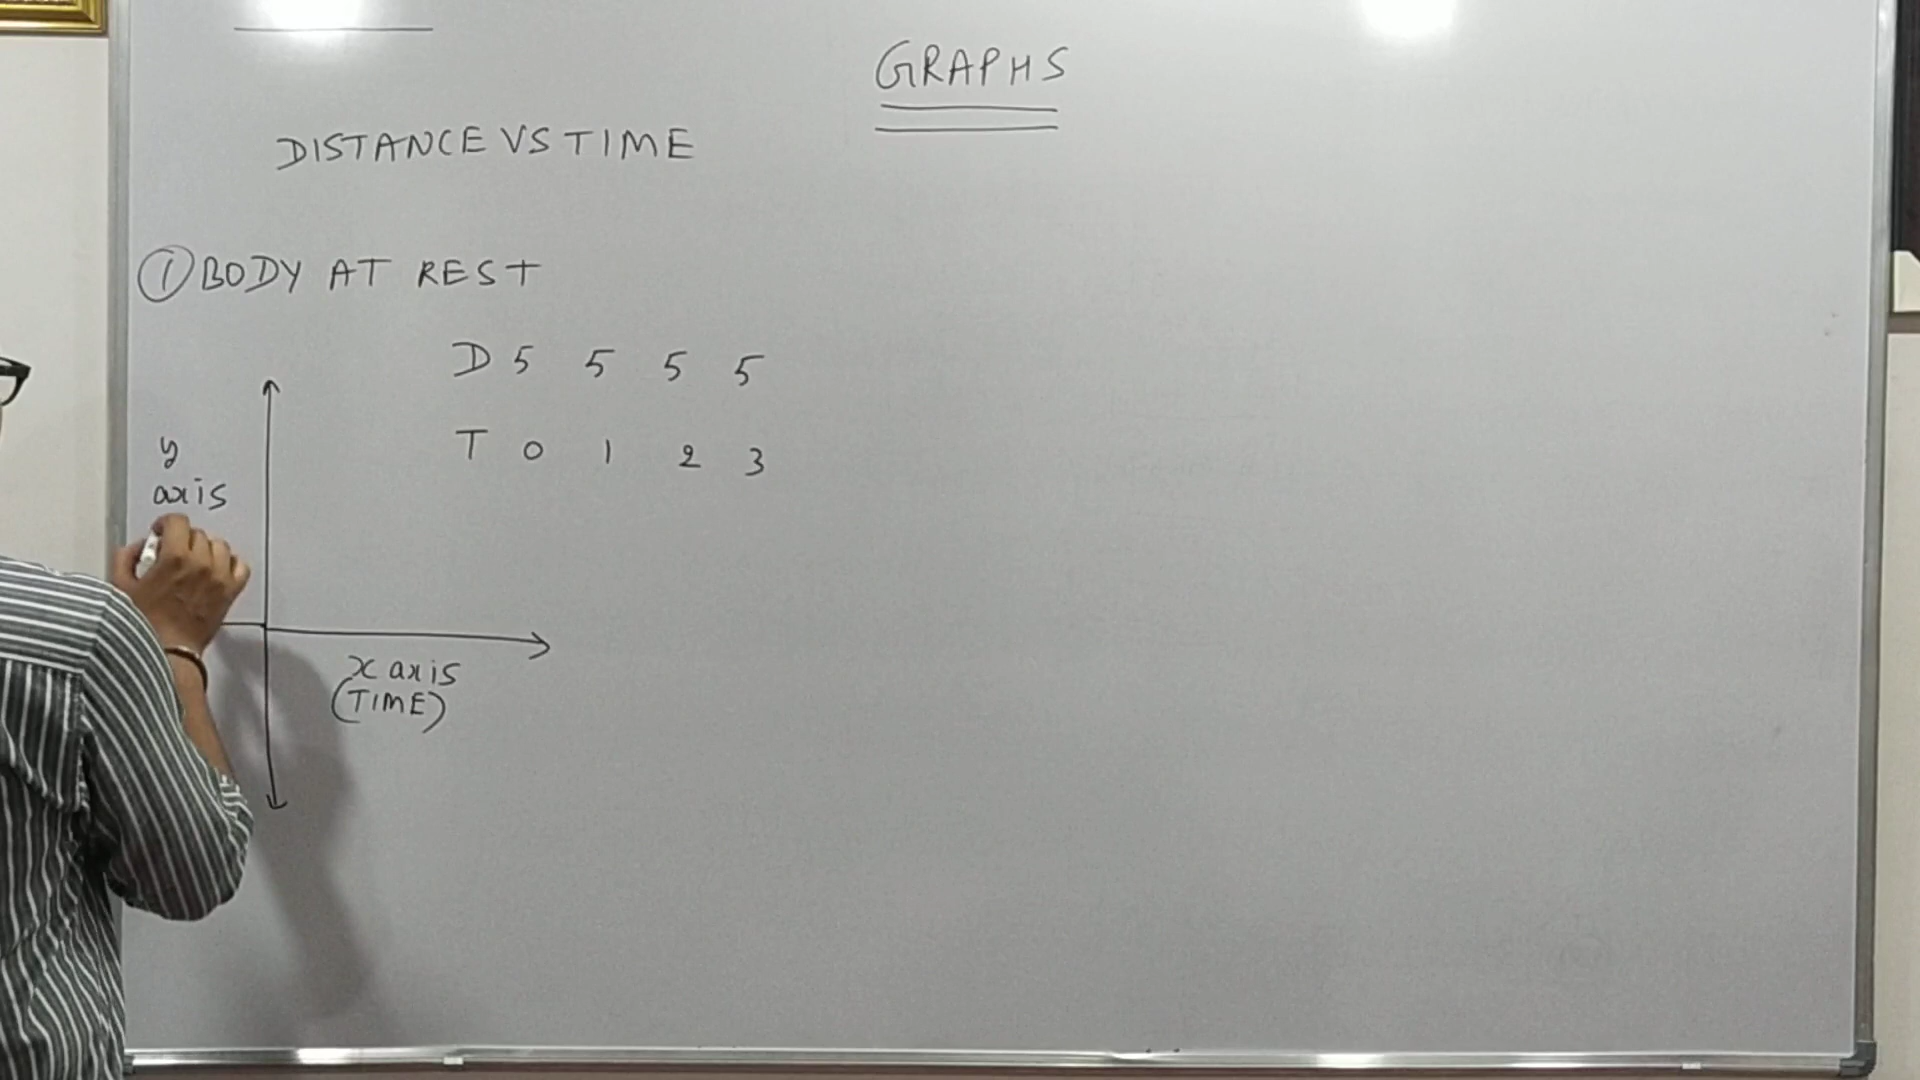 GRAPHS
DISTANCE VS TIME
① BODY AT REST
D 5 5 5 5
T 0 1 2 3
y
axis
x axis
(TIME)